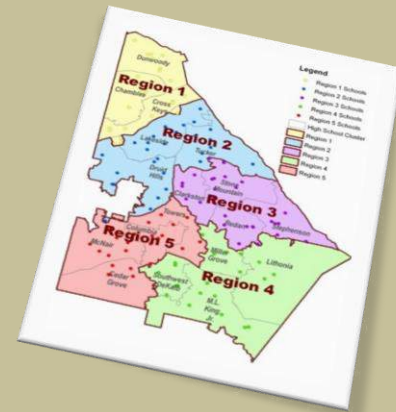 Dunwoody
Region 1
Chamblee
Cross
Keys
Region 2
Lakeside
Tucker
Druid
Hills
Stone
Mountain
Clarkston
Region 3
Redan
Stephenson
Towers
Columbia
Region 5
McNair
Cedar
Grove
Miller
Grove
Lithonia
Region 4
Southwest
DeKalb
M.L.
King
Jr.
Legend
Region 1 Schools
Region 2 Schools
Region 3 Schools
Region 4 Schools
Region 5 Schools
High School Cluster
Region 1
Region 2
Region 3
Region 4
Region 5